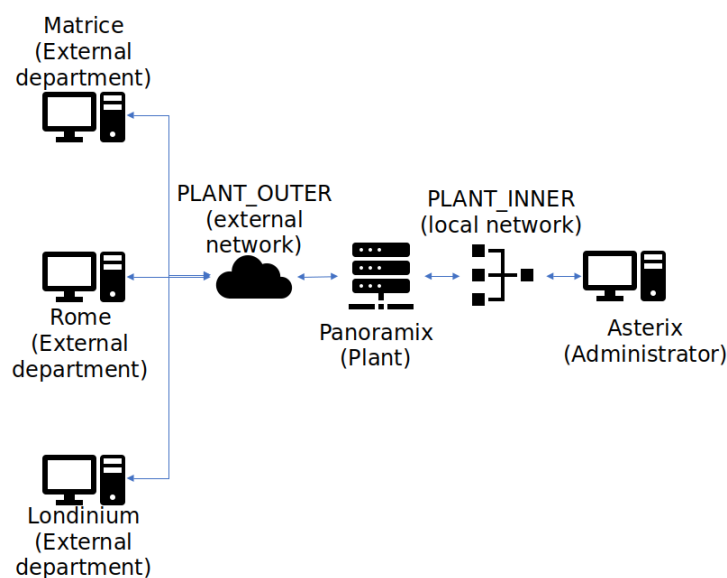 Matrice
(External
department)
PLANT_OUTER
(external
network)
PLANT_INNER
(local network)
Rome
(External
department)
Panoramix
(Plant)
Asterix
(Administrator)
Londinium
(External
department)